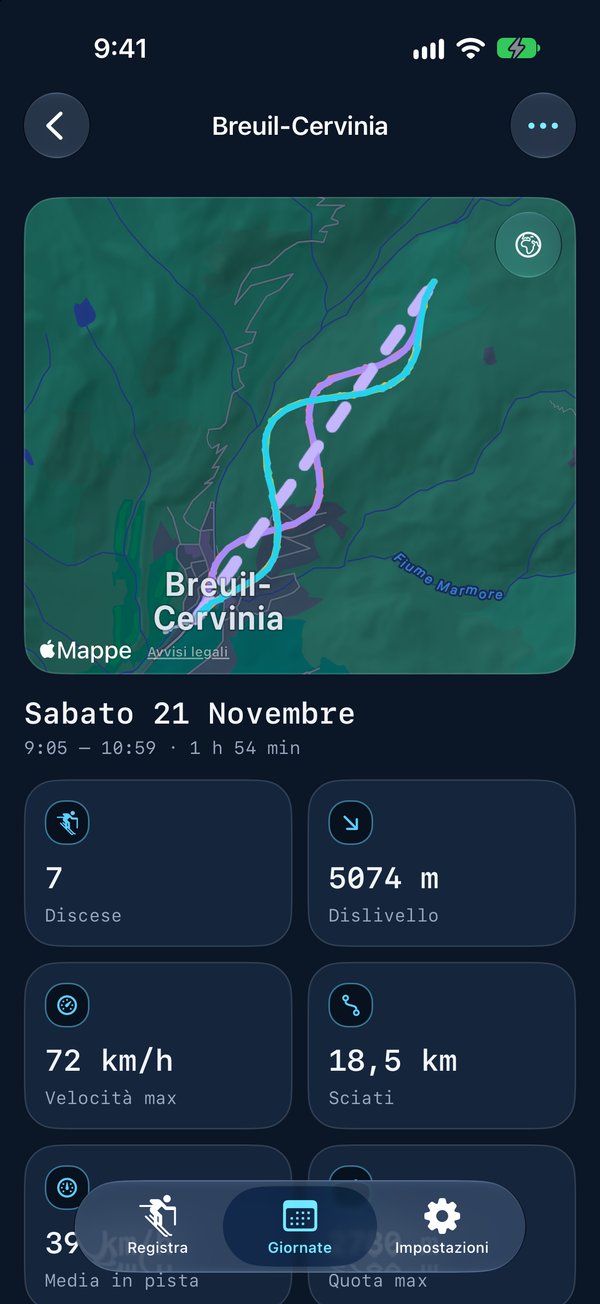 9:41
Breuil-Cervinia
Fiume Marmore
Breuil-
Cervinia
Mappe
Avvisi legali
Sabato 21 Novembre
9:05 — 10:59 · 1 h 54 min
7
Discese
5074 m
Dislivello
72 km/h
Velocità max
18,5 km
Sciati
39 km/h
Media in pista
Quota max
Registra
Giornate
Impostazioni